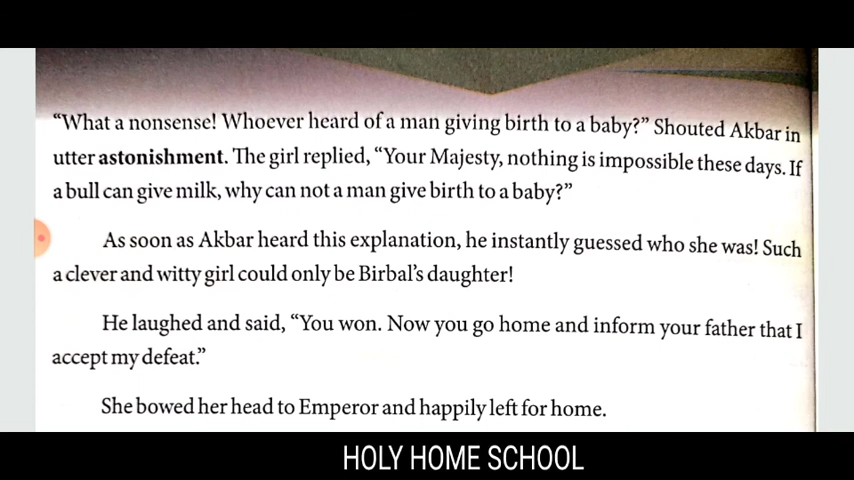 “What a nonsense! Whoever heard of a man giving birth to a baby?” Shouted Akbar in
utter astonishment. The girl replied, “Your Majesty, nothing is impossible these days. If
a bull can give milk, why can not a man give birth to a baby?”
As soon as Akbar heard this explanation, he instantly guessed who she was! Such
a clever and witty girl could only be Birbal’s daughter!
He laughed and said, “You won. Now you go home and inform your father that I
accept my defeat.”
She bowed her head to Emperor and happily left for home.
HOLY HOME SCHOOL